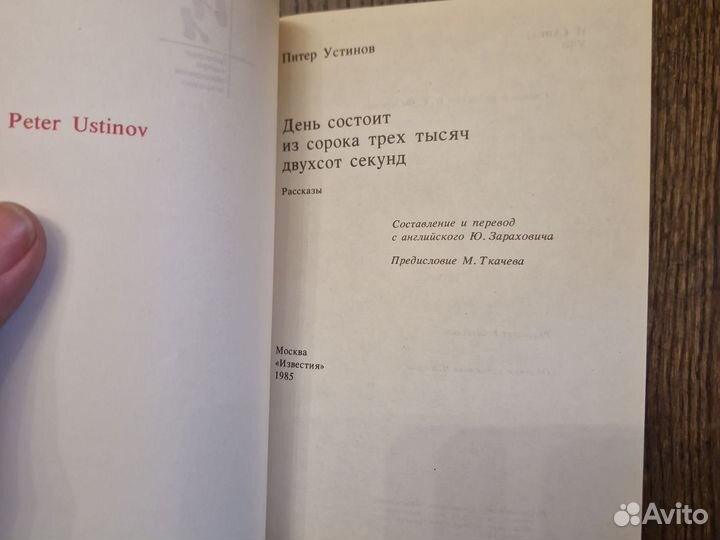 Peter Ustinov
Питер Устинов
День состоит
из сорока трех тысяч
двухсот секунд
Рассказы
Составление и перевод
с английского Ю. Зараховича
Предисловие М. Ткачева
Москва
«Известия»
1985
Avito